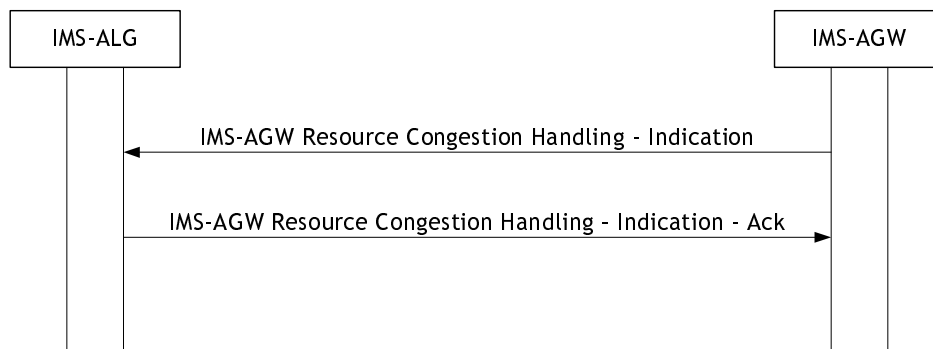 IMS-ALG
IMS-AGW
IMS-AGW Resource Congestion Handling - Indication
IMS-AGW Resource Congestion Handling - Indication - Ack